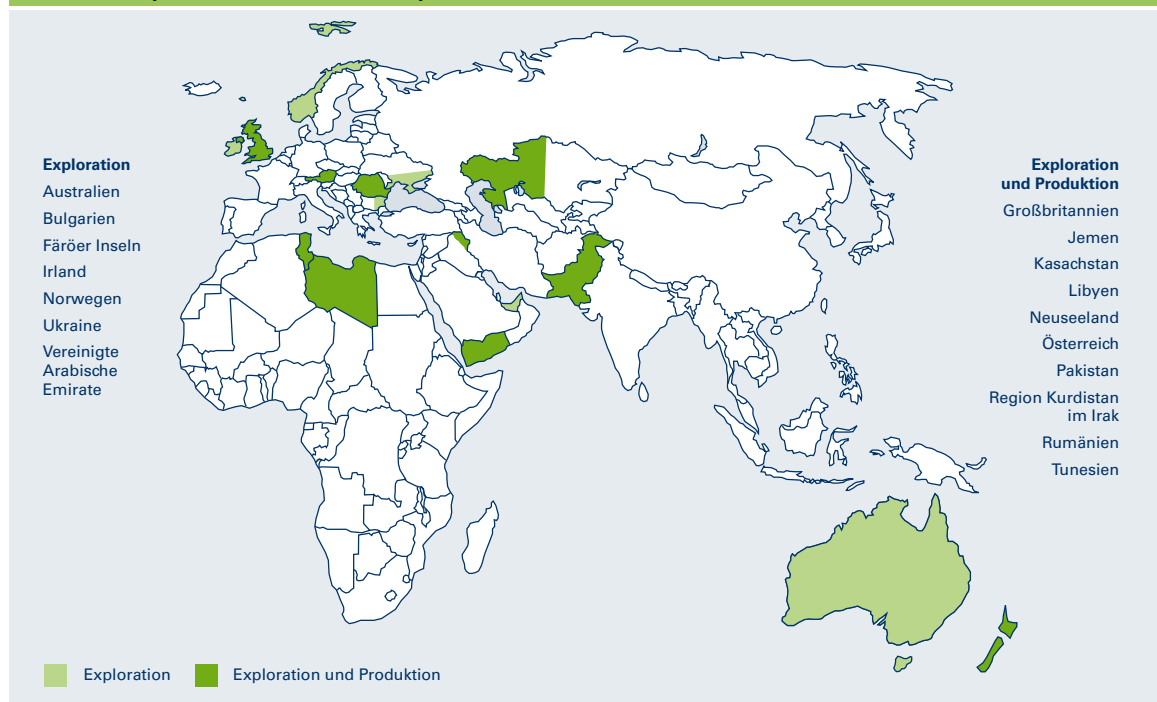 Exploration
Australien
Bulgarien
Färöer Inseln
Irland
Norwegen
Ukraine
Vereinigte
Arabische
Emirate
Exploration
und Produktion
Großbritannien
Jemen
Kasachstan
Libyen
Neuseeland
Österreich
Pakistan
Region Kurdistan
im Irak
Rumänien
Tunesien
Exploration
Exploration und Produktion